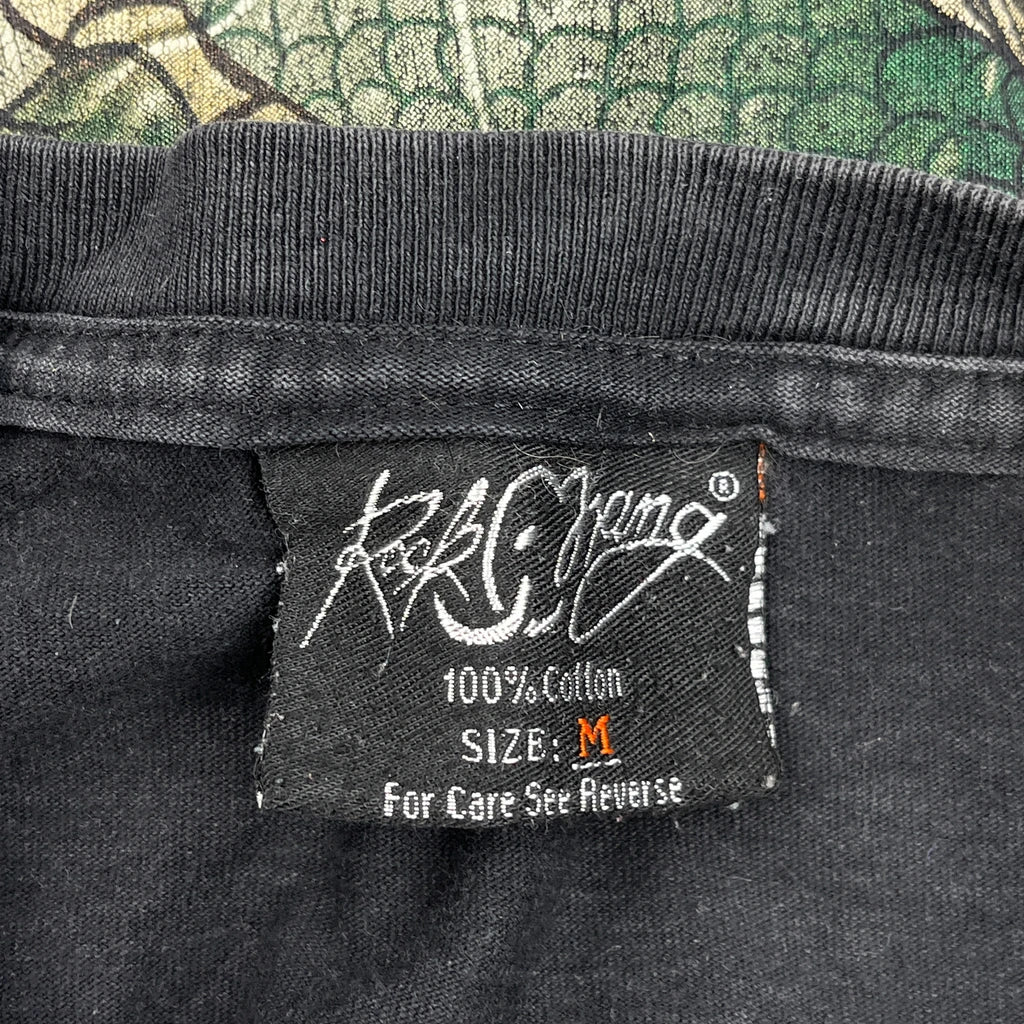 Rock Chang®
100% Cotton
SIZE: M
For Care See Reverse